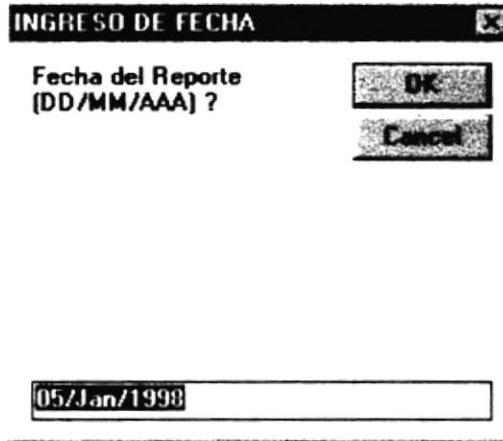 INGRESO DE FECHA
Fecha del Reporte
(DD/MM/AAA) ?
OK
Cancel
05/Jan/1998